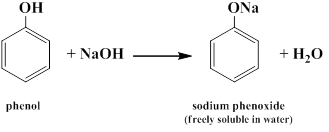 OH
ONa
+ NaOH
+ H₂O
phenol
sodium phenoxide
(freely soluble in water)